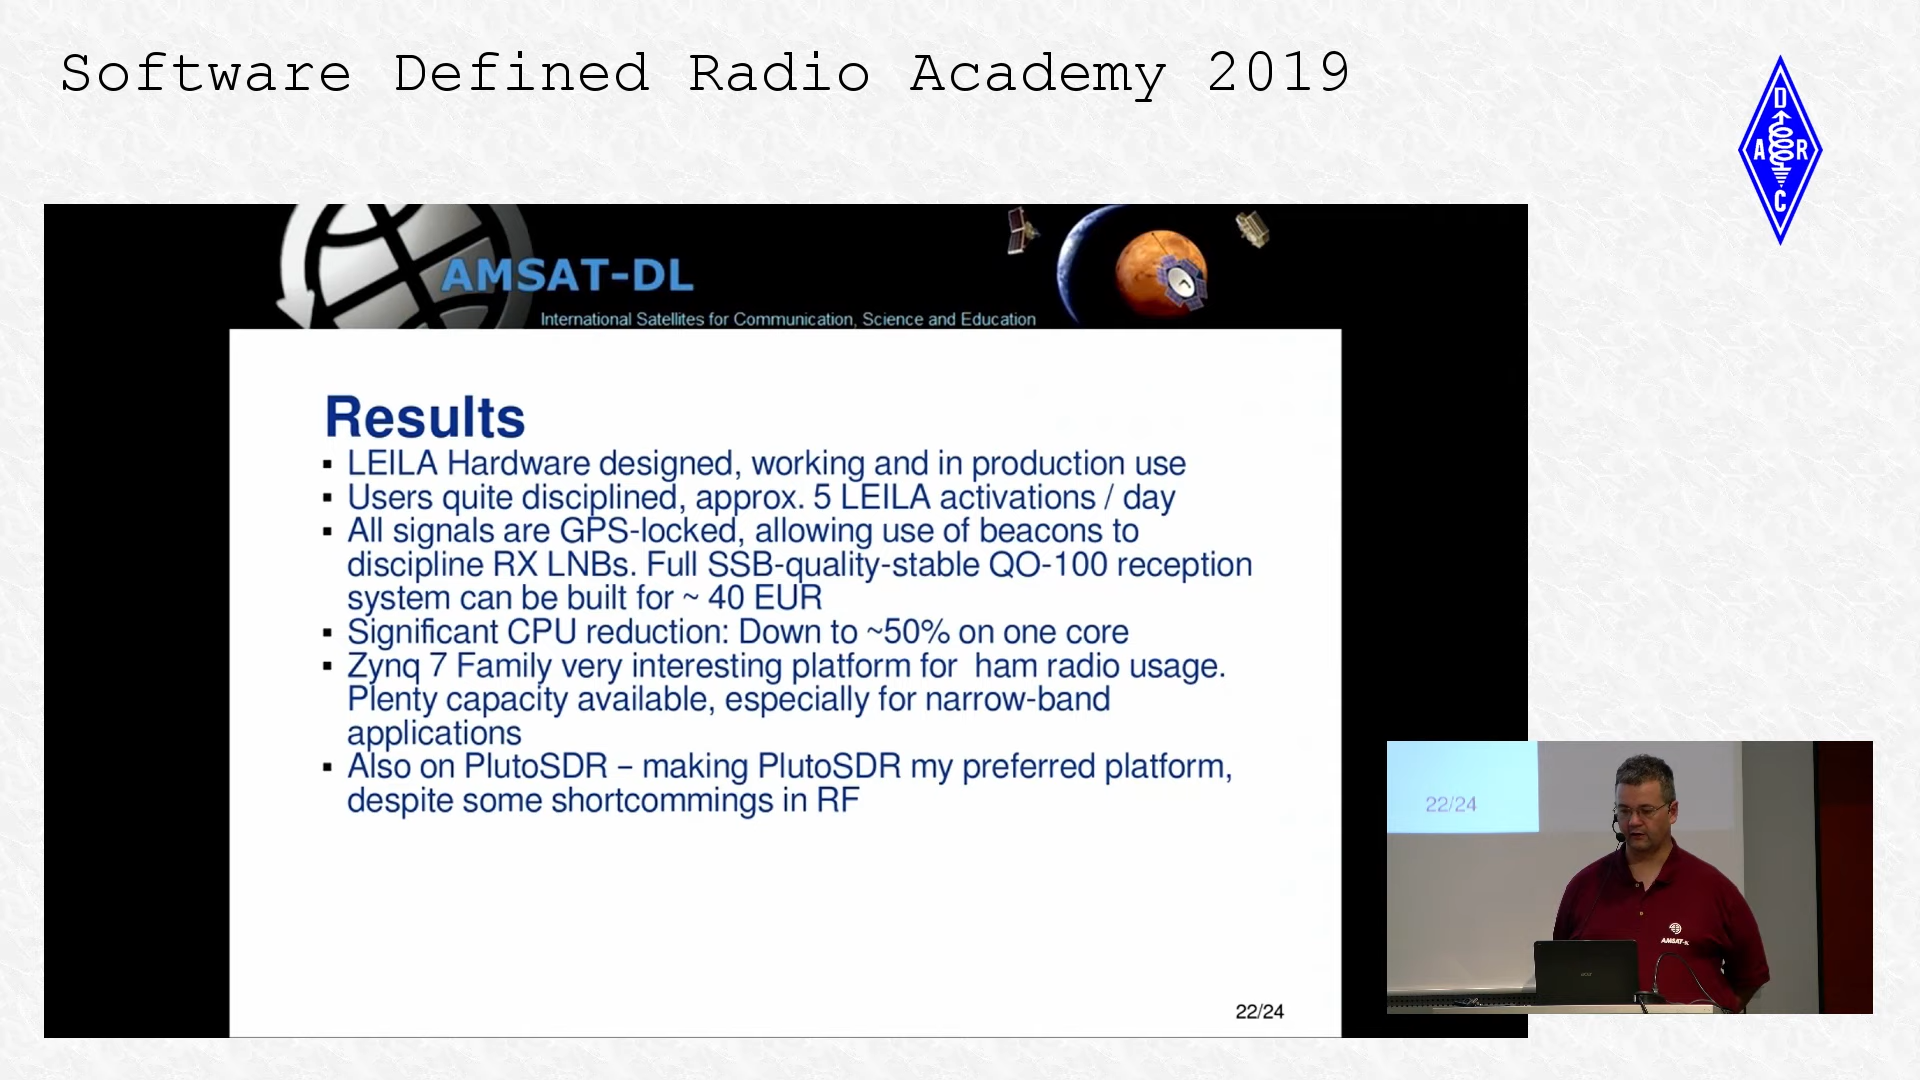 Software Defined Radio Academy 2019
D
A R
C
AMSAT-DL
International Satellites for Communication, Science and Education
Results
▪ LEILA Hardware designed, working and in production use
▪ Users quite disciplined, approx. 5 LEILA activations / day
▪ All signals are GPS-locked, allowing use of beacons to
discipline RX LNBs. Full SSB-quality-stable QO-100 reception
system can be built for ~ 40 EUR
▪ Significant CPU reduction: Down to ~50% on one core
▪ Zynq 7 Family very interesting platform for  ham radio usage.
Plenty capacity available, especially for narrow-band
applications
▪ Also on PlutoSDR – making PlutoSDR my preferred platform,
despite some shortcommings in RF
22/24
22/24
acer